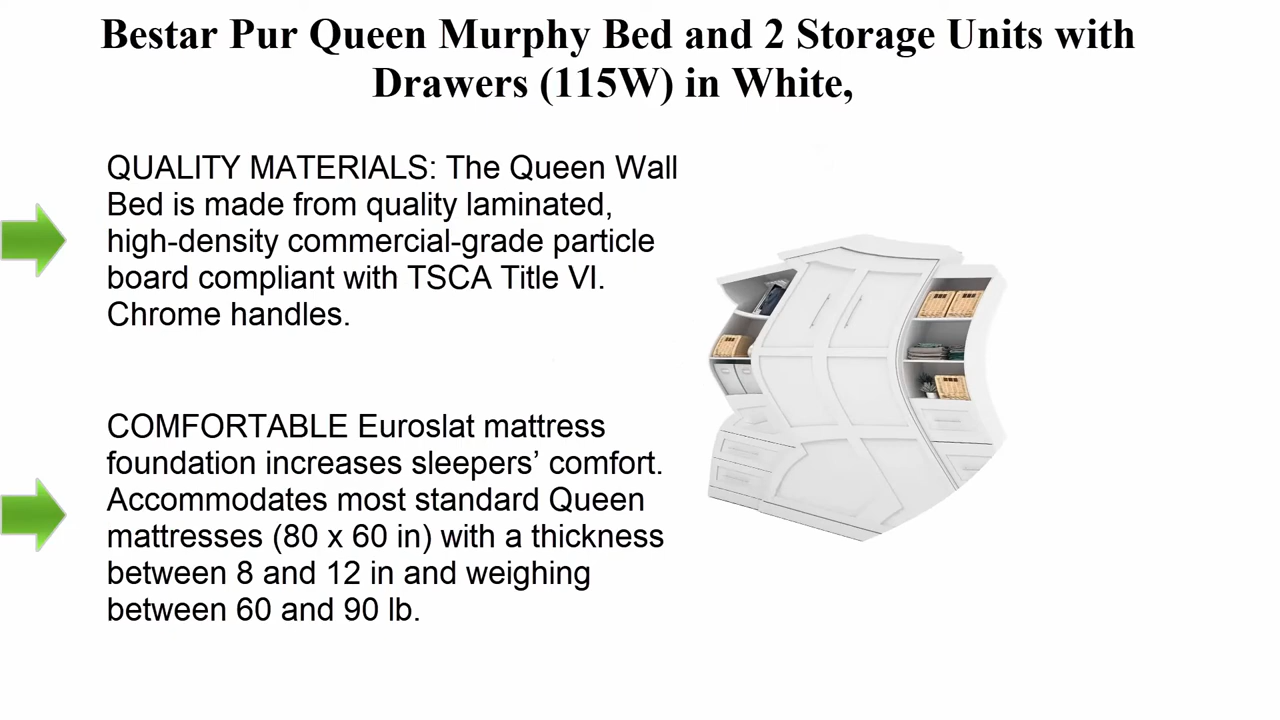 Bestar Pur Queen Murphy Bed and 2 Storage Units with
Drawers (115W) in White,
QUALITY MATERIALS: The Queen Wall
Bed is made from quality laminated,
high-density commercial-grade particle
board compliant with TSCA Title VI.
Chrome handles.
COMFORTABLE Euroslat mattress
foundation increases sleepers’ comfort.
Accommodates most standard Queen
mattresses (80 x 60 in) with a thickness
between 8 and 12 in and weighing
between 60 and 90 lb.